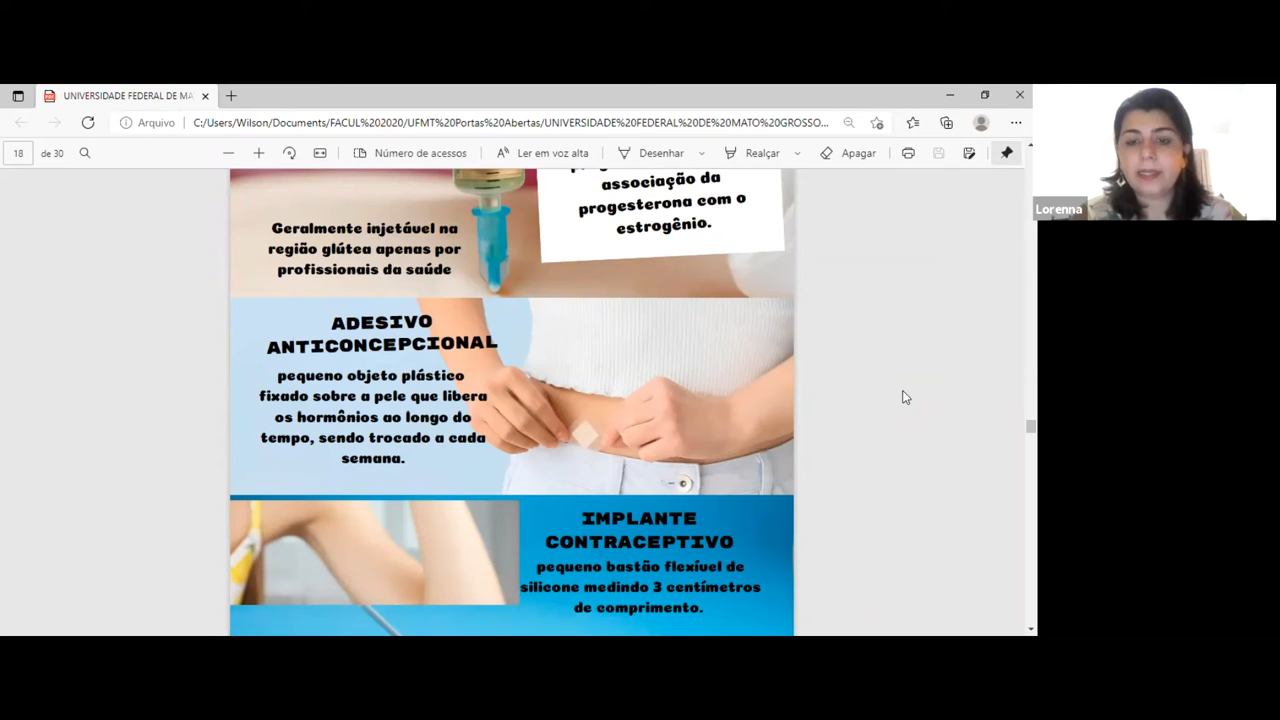 UNIVERSIDADE FEDERAL DE MA
Arquivo
C:/Users/Wilson/Documents/FACUL%202020/UFMT%20Portas%20Abertas/UNIVERSIDADE%20FEDERAL%20DE%20MATO%20GROSSO...
18
de 30
Número de acessos
Ler em voz alta
Desenhar
Realçar
Apagar
Lorenna
associação da
progesterona com o
estrogênio.
Geralmente injetável na
região glútea apenas por
profissionais da saúde
ADESIVO
ANTICONCEPCIONAL
pequeno objeto plástico
fixado sobre a pele que libera
os hormônios ao longo do
tempo, sendo trocado a cada
semana.
IMPLANTE
CONTRACEPTIVO
pequeno bastão flexível de
silicone medindo 3 centímetros
de comprimento.